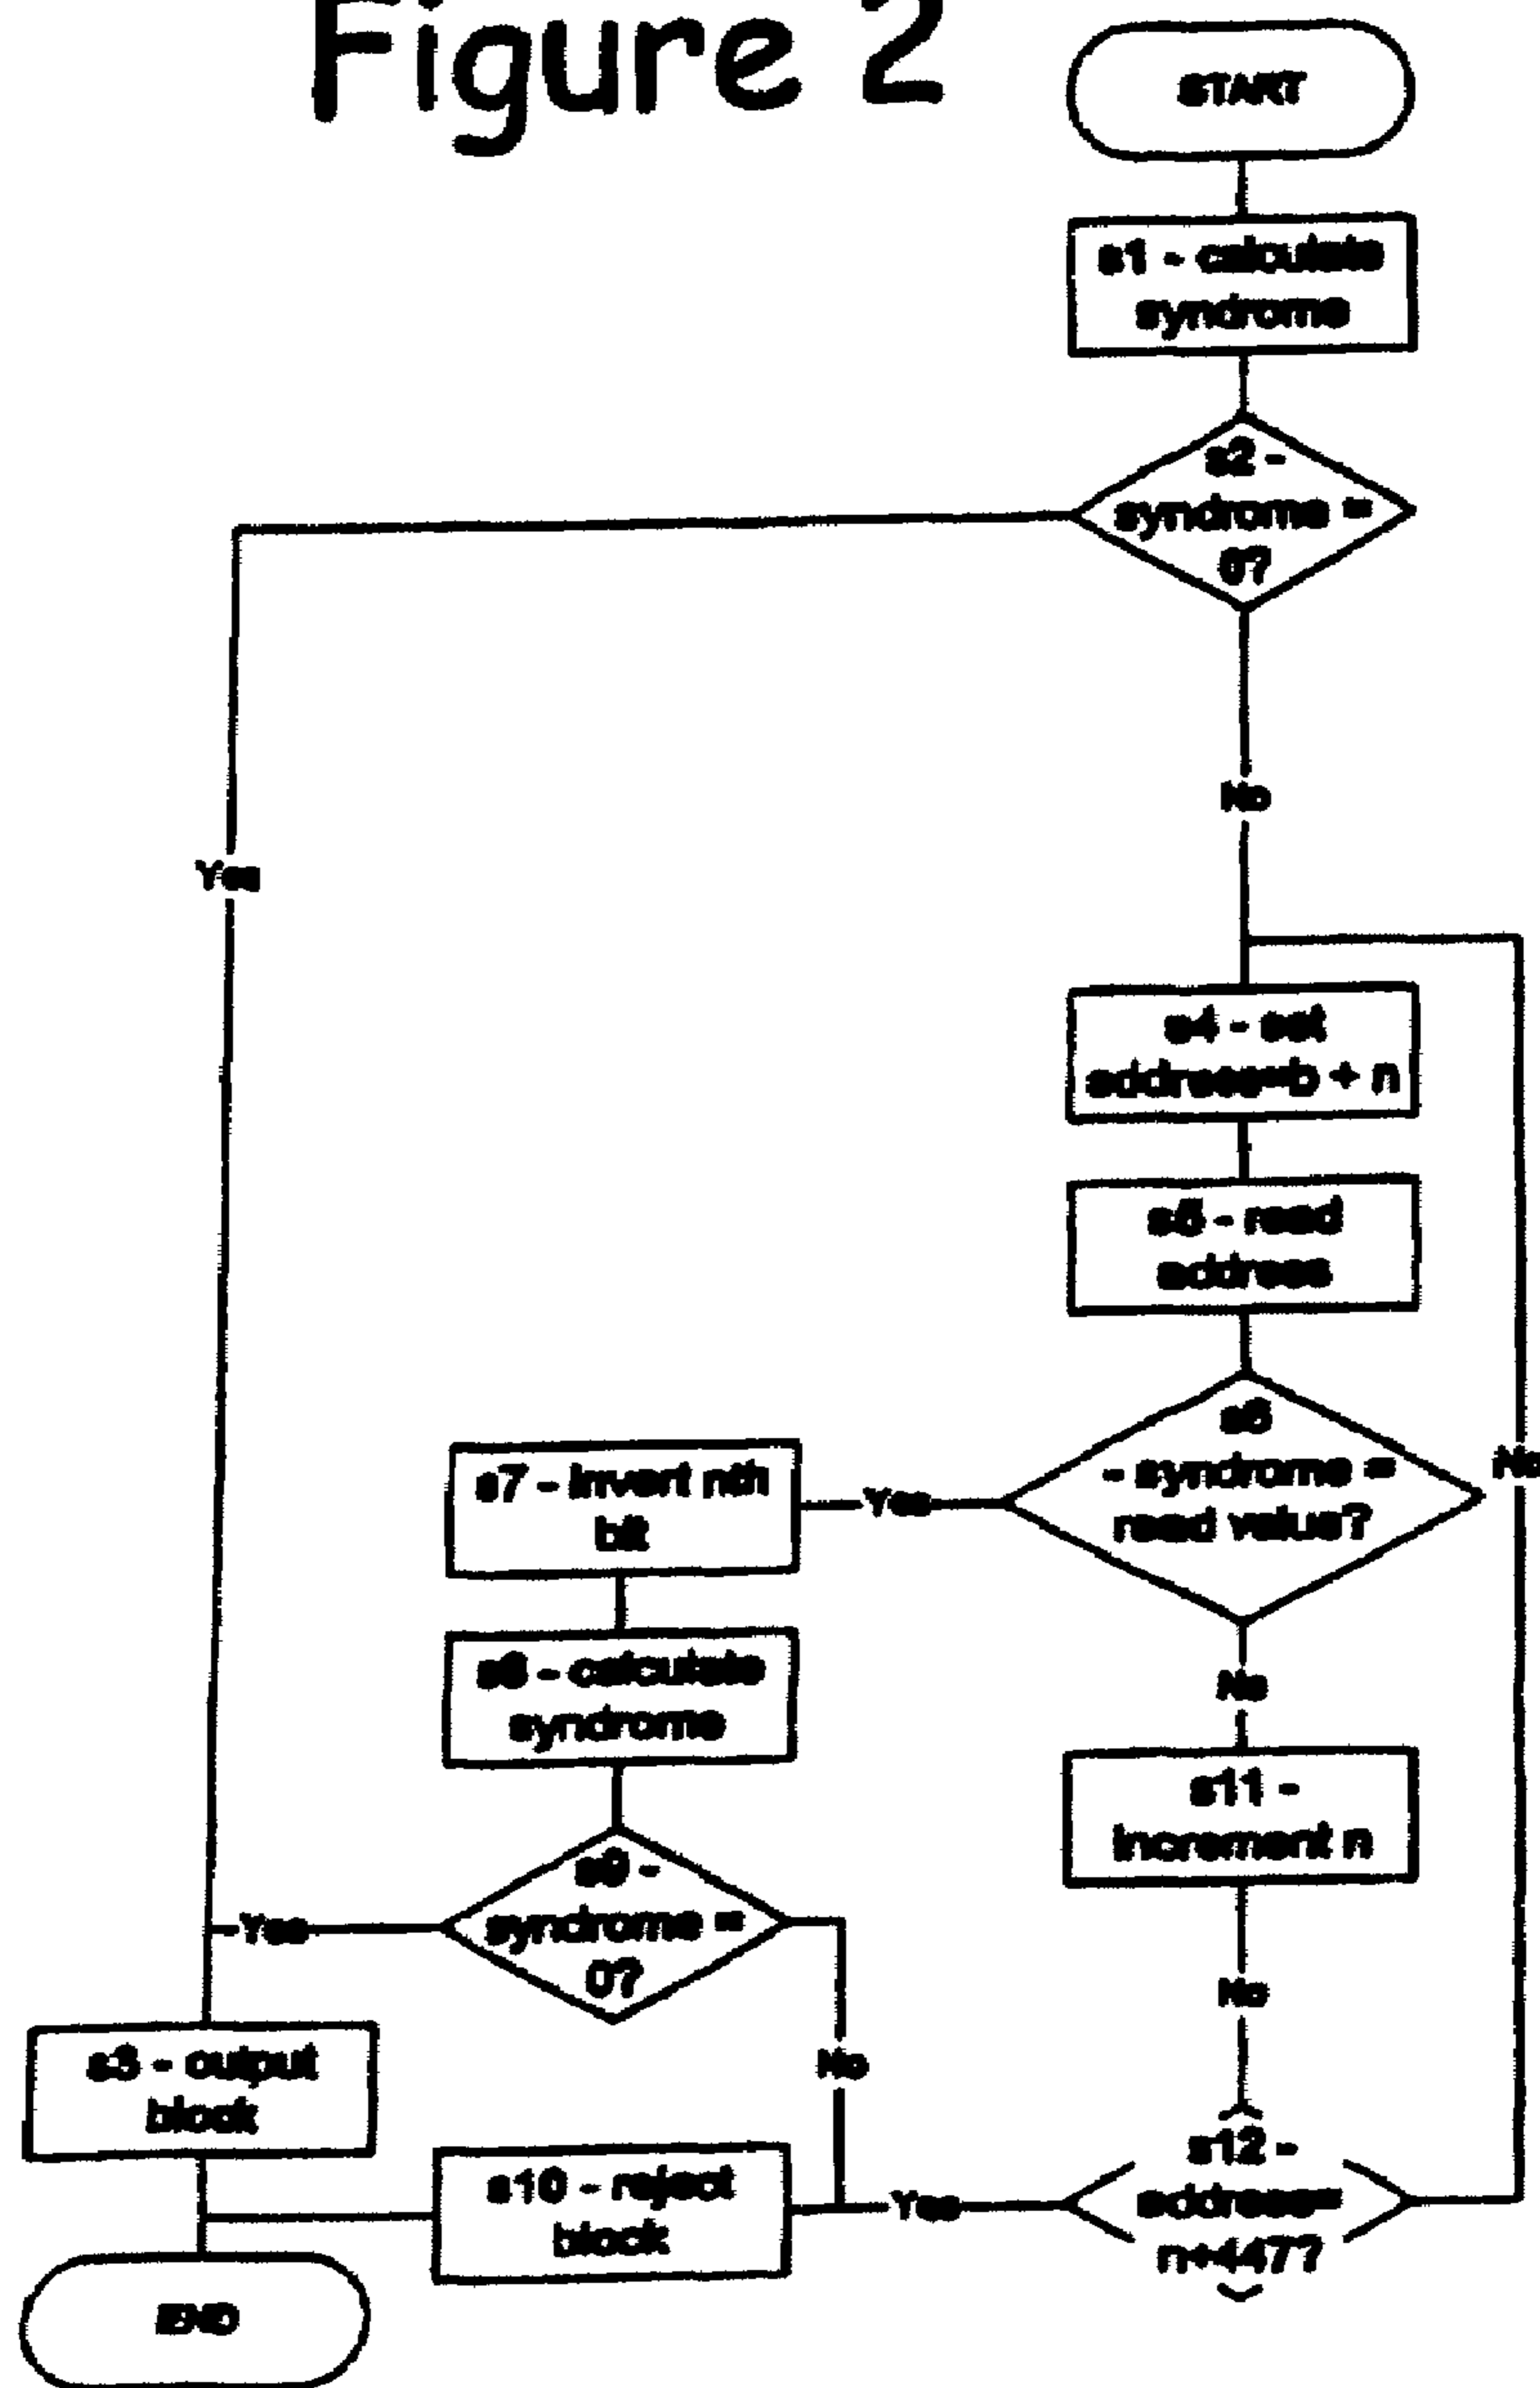 Figure 2
START
s1 - calculate
syndrome
s2 -
syndrome =
0?
No
Yes
s4 - set
address=b + n
s5 - read
address
s6
- syndrome =
read value?
No
Yes
s7 - invert nth
bit
s8 - calculate
syndrome
No
s11 -
increment n
s9 -
syndrome =
0?
Yes
No
s3 - output
block
No
s12 -
address=
n+447?
Yes
s10 - reject
block
END